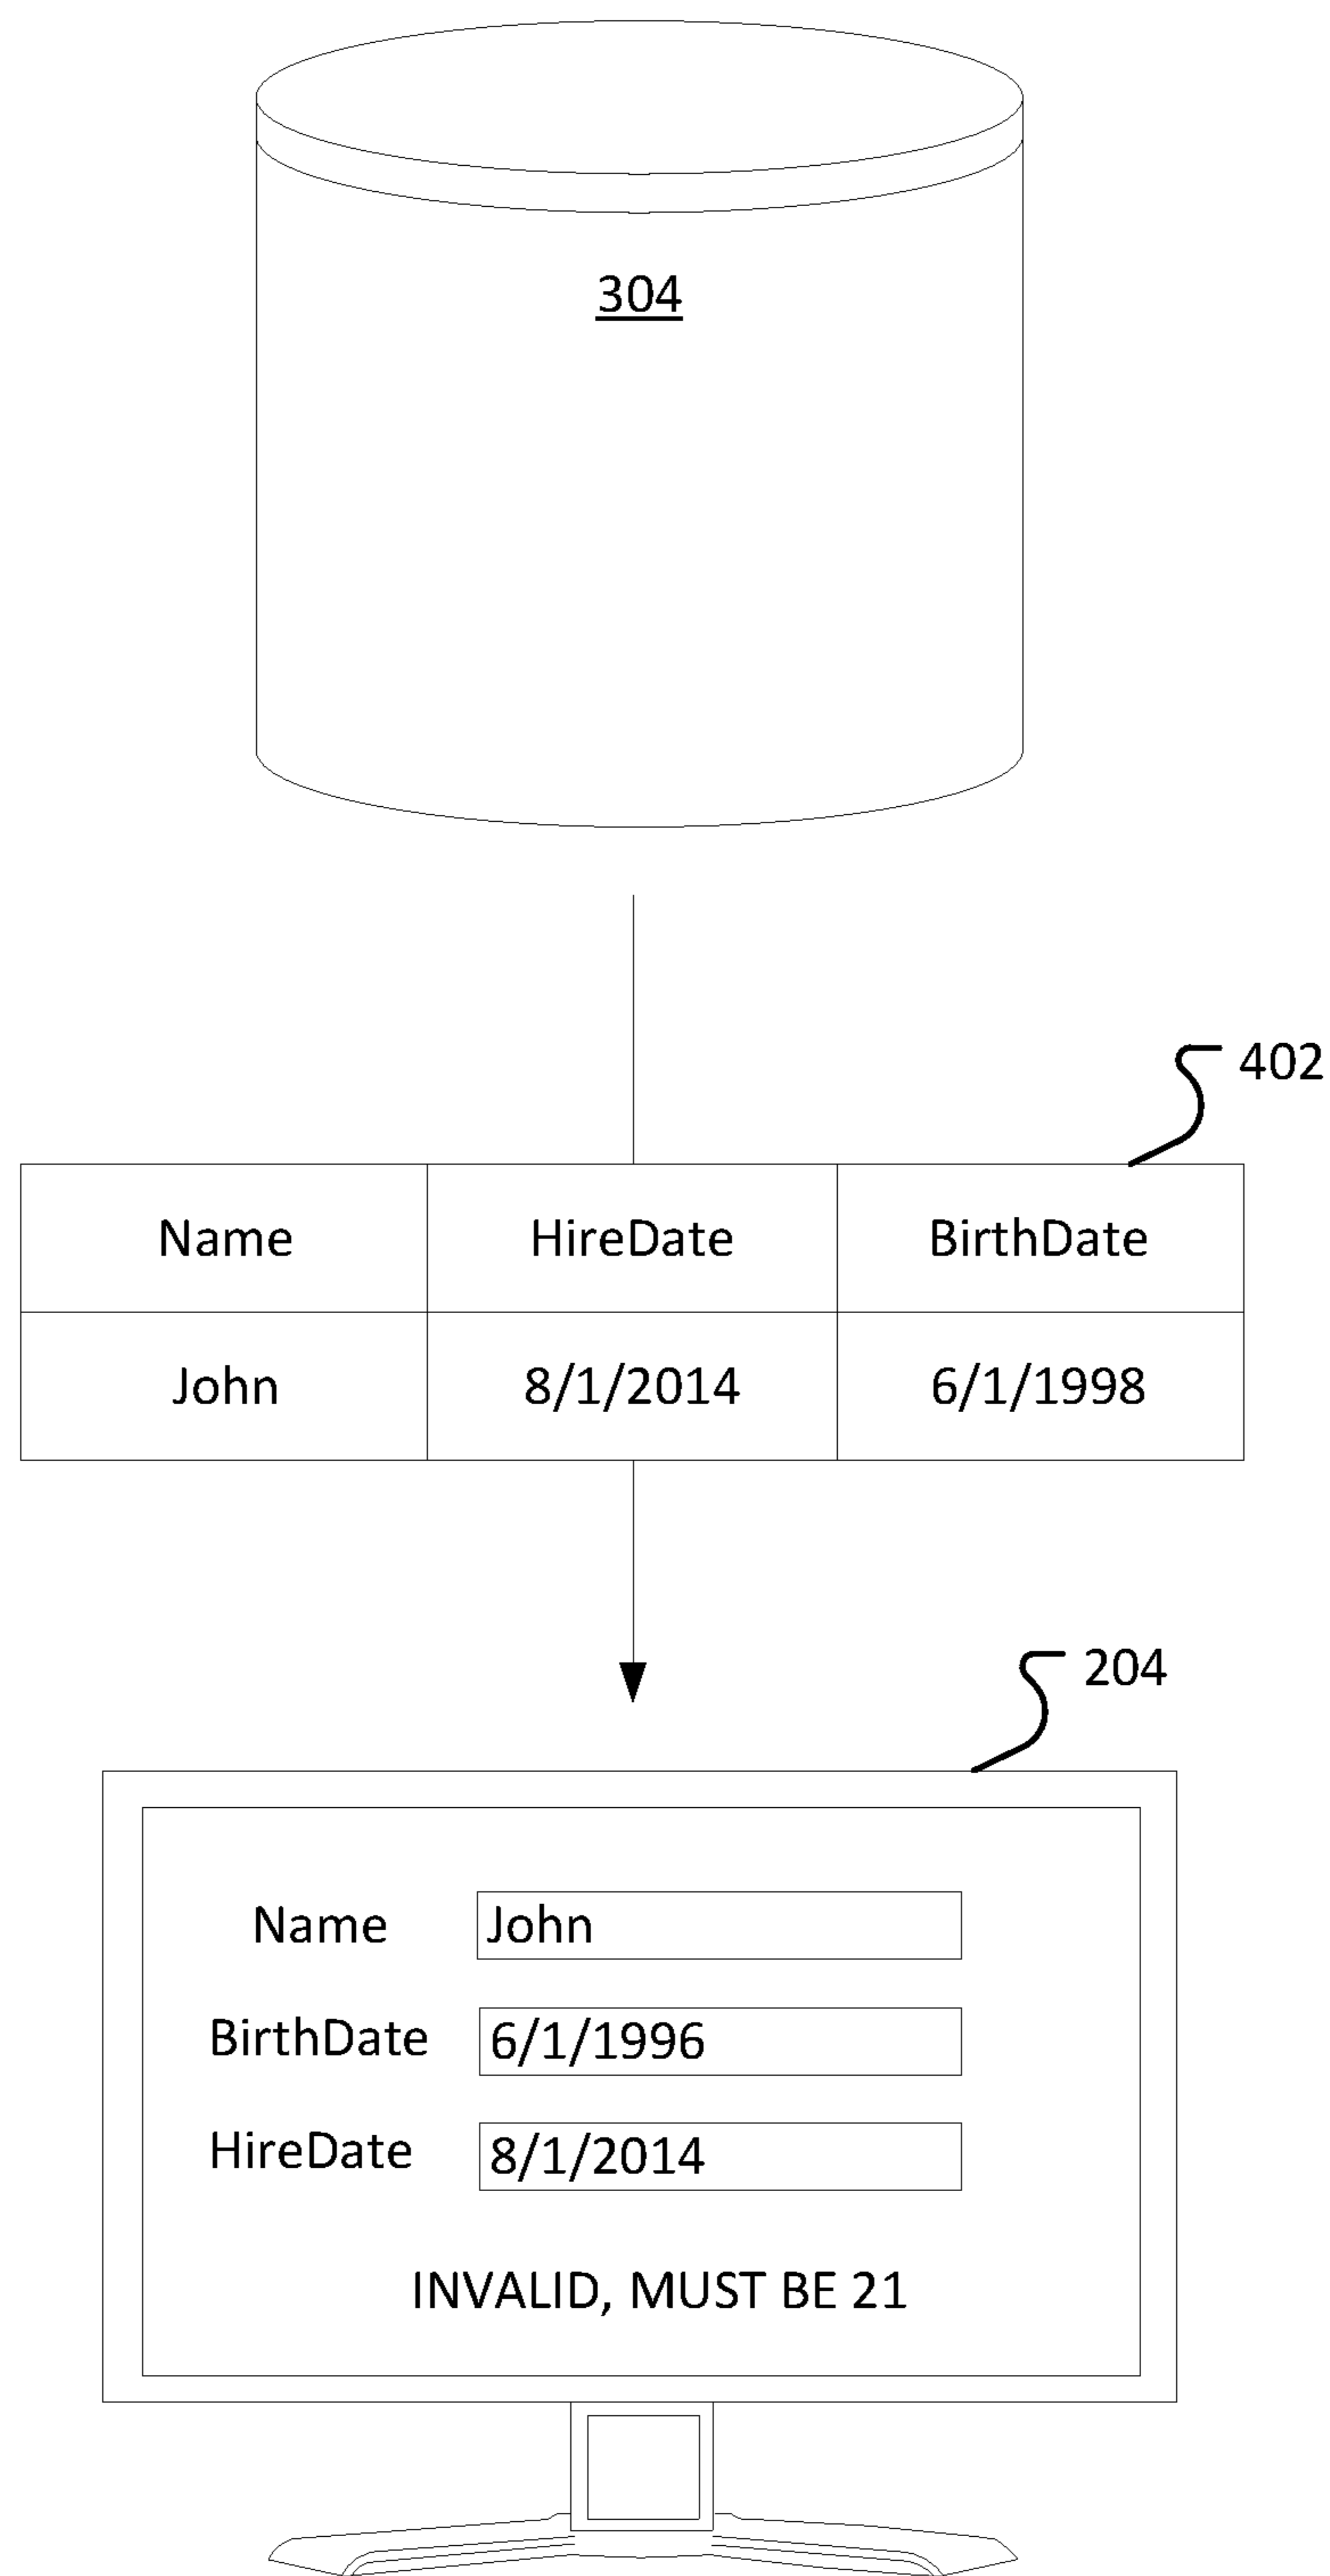 304
402
Name HireDate BirthDate
John 8/1/2014 6/1/1998
204
Name John
BirthDate 6/1/1996
HireDate 8/1/2014
INVALID, MUST BE 21